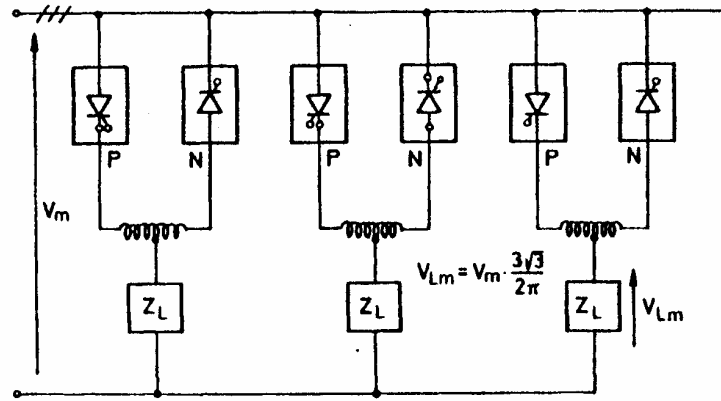 P N P N P N
V_m
V_Lm = V_m · 3√3 / 2π
Z_L Z_L Z_L V_Lm